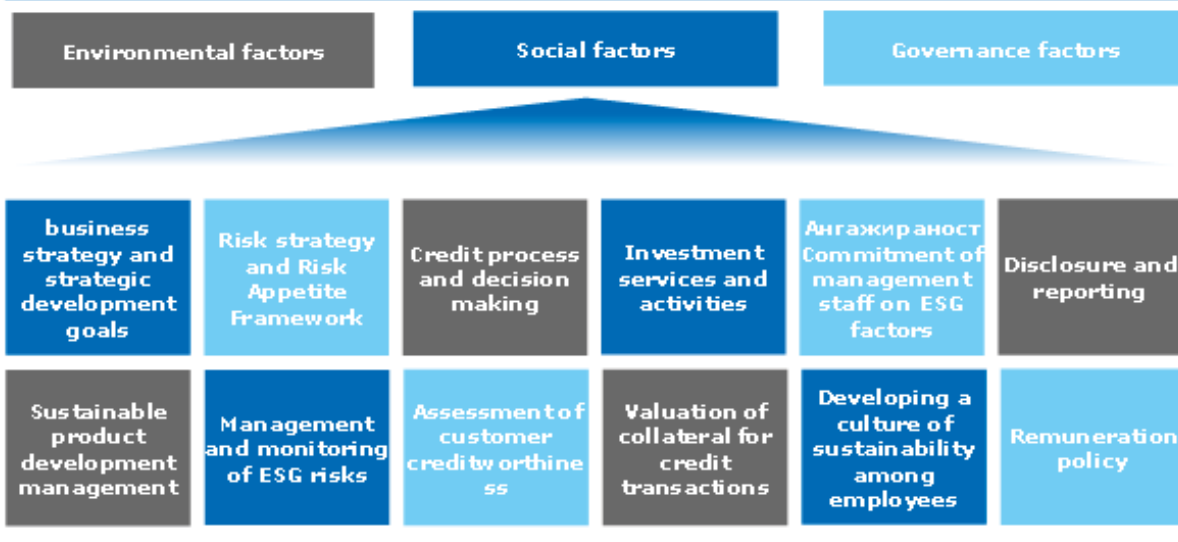 Environmental factors
Social factors
Governance factors
business
strategy and
strategic
development
goals
Risk strategy
and Risk
Appetite
Framework
Credit process
and decision
making
Investment
services and
activities
Ангажираност
Commitment of
management
staff on ESG
factors
Disclosure and
reporting
Sustainable
product
development
management
Management
and monitoring
of ESG risks
Assessment of
customer
creditworthine
ss
Valuation of
collateral for
credit
transactions
Developing a
culture of
sustainability
among
employees
Remuneration
policy